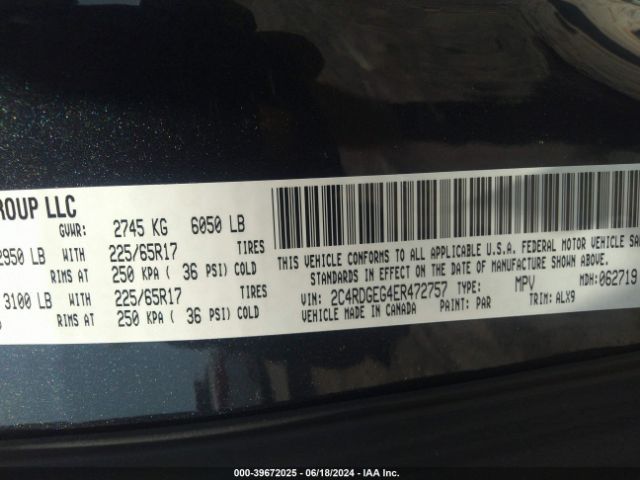 ROUP LLC
GVWR: 2745 KG 6050 LB
2950 LB WITH 225/65R17 TIRES
RIMS AT 250 KPA ( 36 PSI) COLD
3100 LB WITH 225/65R17 TIRES
RIMS AT 250 KPA ( 36 PSI) COLD
THIS VEHICLE CONFORMS TO ALL APPLICABLE U.S.A. FEDERAL MOTOR VEHICLE SA
STANDARDS IN EFFECT ON THE DATE OF MANUFACTURE SHOWN ABOVE.
VIN: 2C4RDGEG4ER472757 TYPE: MPV MDH: 062719
VEHICLE MADE IN CANADA PAINT: PAR TRIM: ALX9
000-39672025 - 06/18/2024 - IAA Inc.